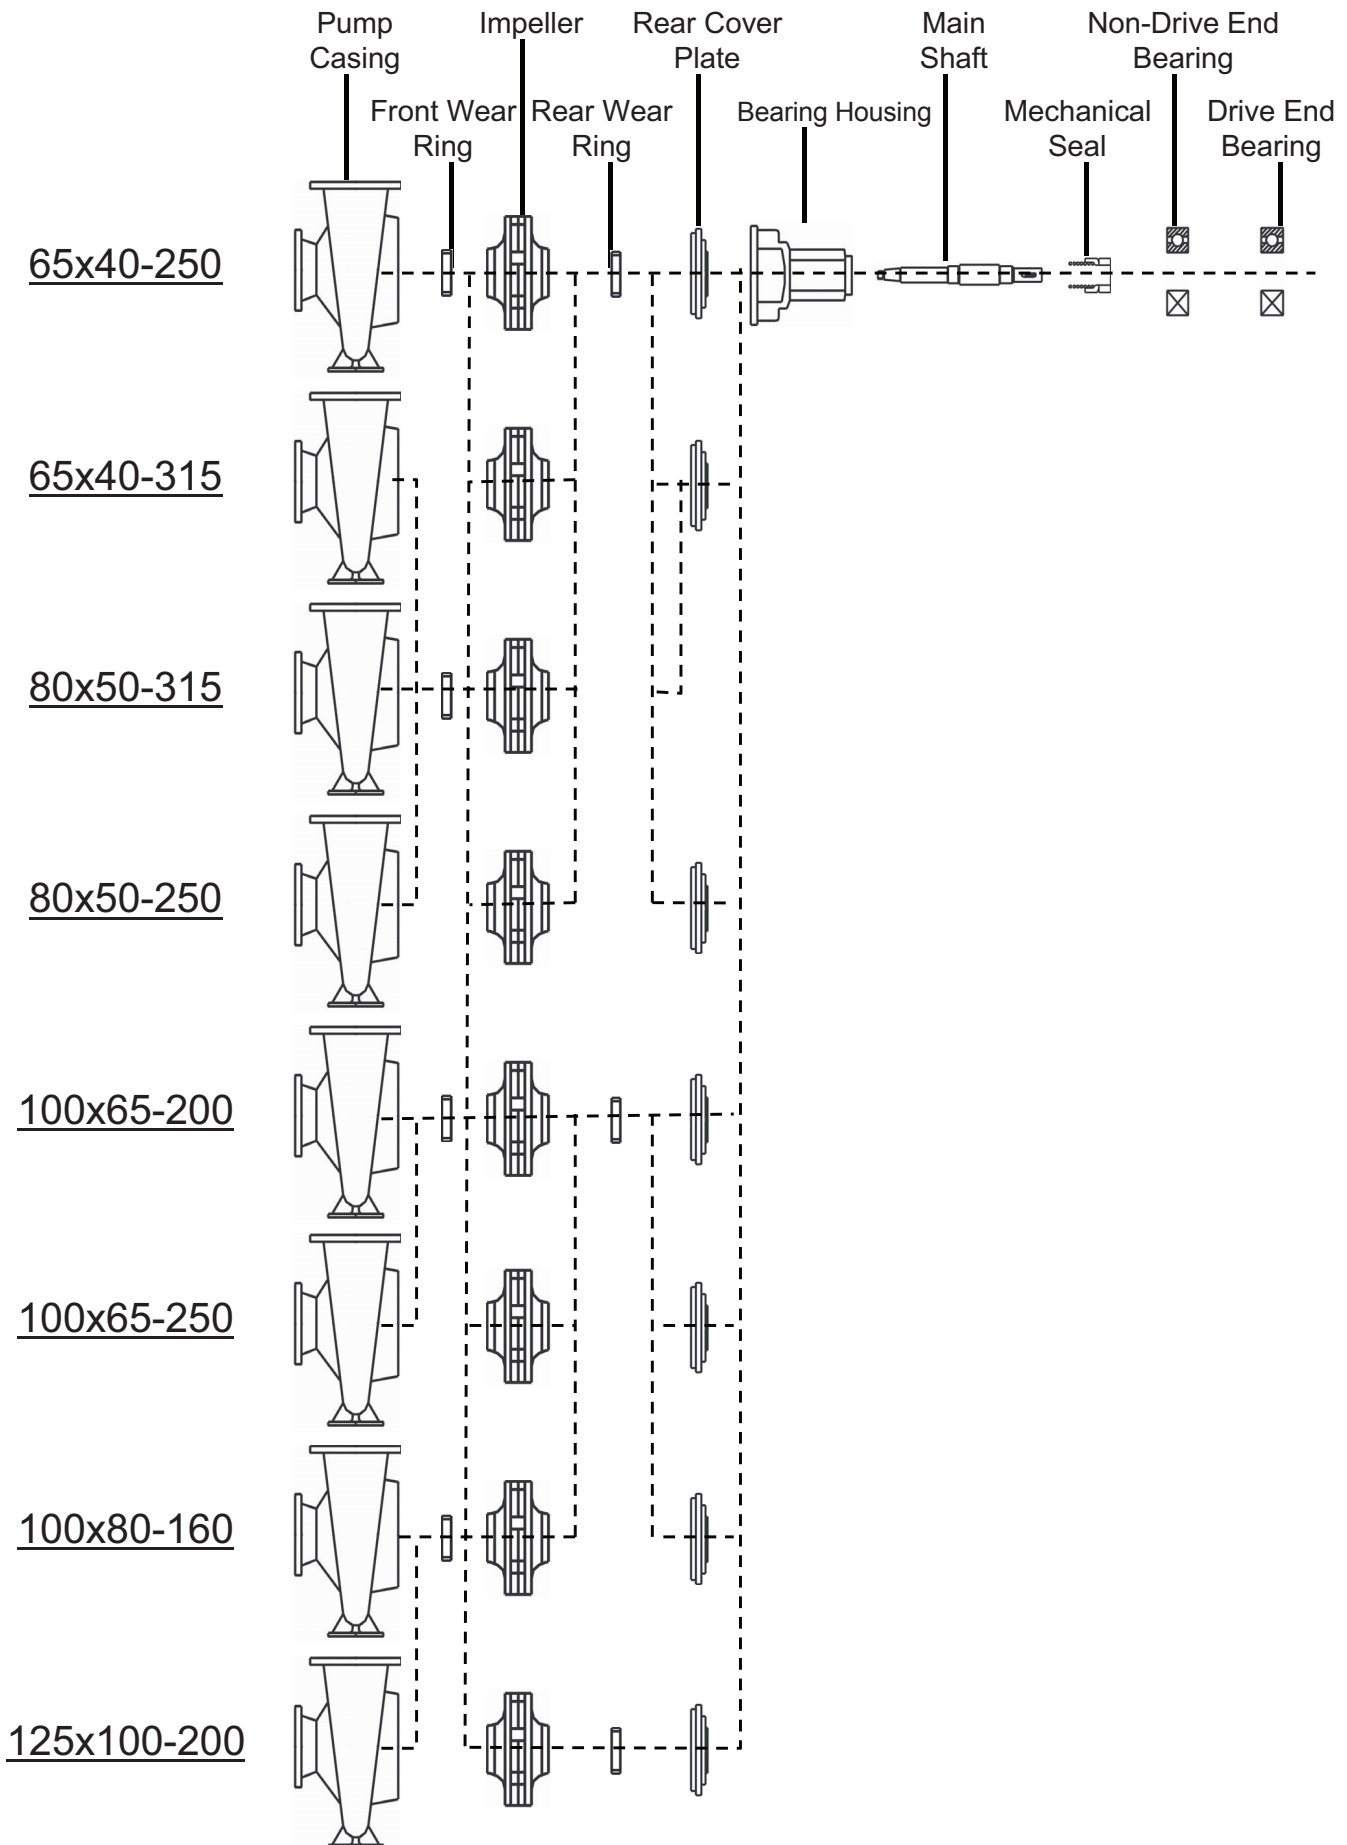 Pump
Casing
Impeller
Rear Cover
Plate
Main
Shaft
Non-Drive End
Bearing
Front Wear
Ring
Rear Wear
Ring
Bearing Housing
Mechanical
Seal
Drive End
Bearing
65x40-250
65x40-315
80x50-315
80x50-250
100x65-200
100x65-250
100x80-160
125x100-200